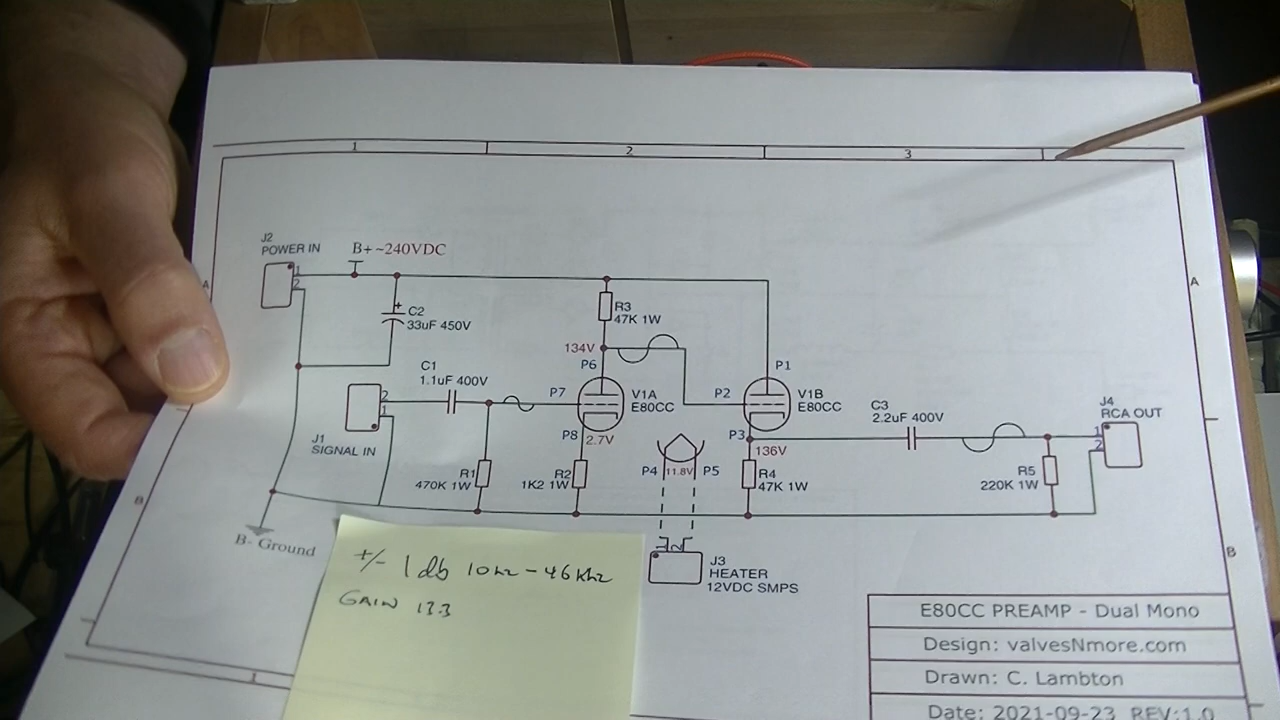 1
2
3
J2
POWER IN
B+ ~240VDC
1
2
A
A
C2
33uF 450V
R3
47K 1W
134V
P6
P1
C1
1.1uF 400V
P7
V1A
E80CC
P2
V1B
E80CC
C3
2.2uF 400V
J4
RCA OUT
2
1
1
2
J1
SIGNAL IN
P8
2.7V
P3
136V
R1
470K 1W
R2
1K2 1W
P4
11.8V
P5
R4
47K 1W
R5
220K 1W
B
B
B- Ground
J3
HEATER
12VDC SMPS
+/- 1db 10hz - 46Khz
GAIN 13.3
1
E80CC PREAMP - Dual Mono
Design: valvesNmore.com
Drawn: C. Lambton
Date: 2021-09-23 REV:1.0